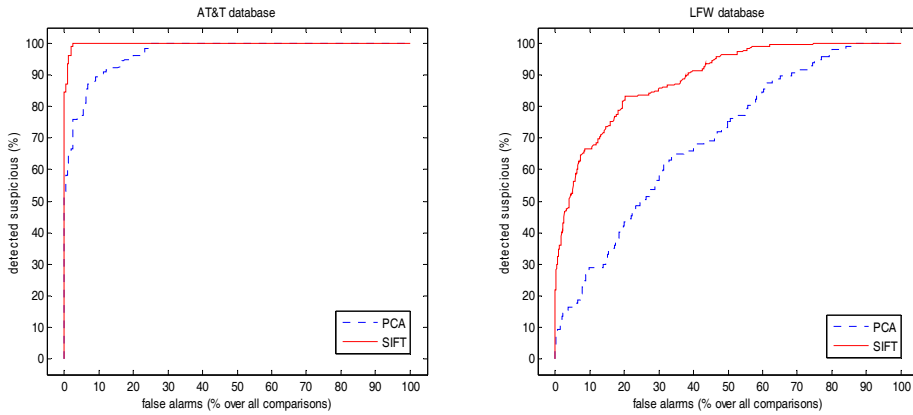 AT&T database
100
90
80
70
60
50
40
30
20
10
0
detected suspicious (%)
PCA
SIFT
0 10 20 30 40 50 60 70 80 90 100
false alarms (% over all comparisons)
LFW database
100
90
80
70
60
50
40
30
20
10
0
detected suspicious (%)
PCA
SIFT
0 10 20 30 40 50 60 70 80 90 100
false alarms (% over all comparisons)